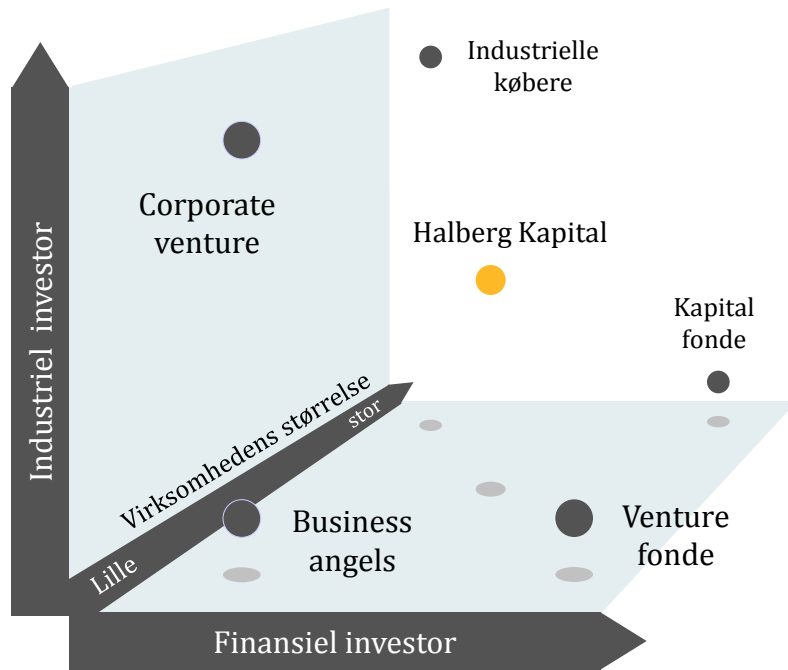 Industrielle
købere
Corporate
venture
Halberg Kapital
Kapital
fonde
Industriel investor
Virksomhedens størrelse
stor
Lille
Business
angels
Venture
fonde
Finansiel investor